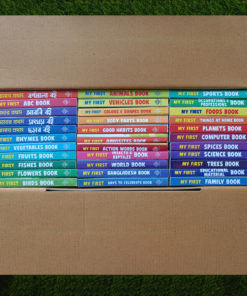 MY FIRST ABC BOOK
MY FIRST RHYMES BOOK
MY FIRST VEGETABLES BOOK
MY FIRST FRUITS BOOK
MY FIRST FISHES BOOK
MY FIRST FLOWERS BOOK
MY FIRST BIRDS BOOK
MY FIRST ANIMALS BOOK
MY FIRST VEHICLES BOOK
MY FIRST COLORS & SHAPES BOOK
MY FIRST BODY PARTS BOOK
MY FIRST GOOD HABITS BOOK
MY FIRST OPPOSITES BOOK
MY FIRST ACTION WORDS BOOK
MY FIRST INSECTS & REPTILES BOOK
MY FIRST WORLD BOOK
MY FIRST BANGLADESH BOOK
MY FIRST DAYS TO CELEBRATE BOOK
MY FIRST SPORTS BOOK
MY FIRST OCCUPATIONS & PROFESSIONS BOOK
MY FIRST FOODS BOOK
MY FIRST THINGS AT HOME BOOK
MY FIRST PLANETS BOOK
MY FIRST COMPUTER BOOK
MY FIRST SPICES BOOK
MY FIRST SCIENCE BOOK
MY FIRST TREES BOOK
MY FIRST EDUCATIONAL MATERIAL BOOK
MY FIRST FAMILY BOOK